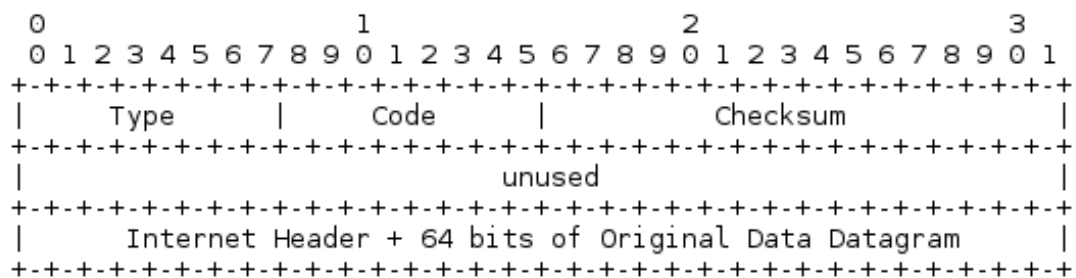 0                   1                   2                   3
0 1 2 3 4 5 6 7 8 9 0 1 2 3 4 5 6 7 8 9 0 1 2 3 4 5 6 7 8 9 0 1
+-+-+-+-+-+-+-+-+-+-+-+-+-+-+-+-+-+-+-+-+-+-+-+-+-+-+-+-+-+-+-+-+
|     Type      |     Code      |          Checksum             |
+-+-+-+-+-+-+-+-+-+-+-+-+-+-+-+-+-+-+-+-+-+-+-+-+-+-+-+-+-+-+-+-+
|                             unused                            |
+-+-+-+-+-+-+-+-+-+-+-+-+-+-+-+-+-+-+-+-+-+-+-+-+-+-+-+-+-+-+-+-+
|      Internet Header + 64 bits of Original Data Datagram      |
+-+-+-+-+-+-+-+-+-+-+-+-+-+-+-+-+-+-+-+-+-+-+-+-+-+-+-+-+-+-+-+-+